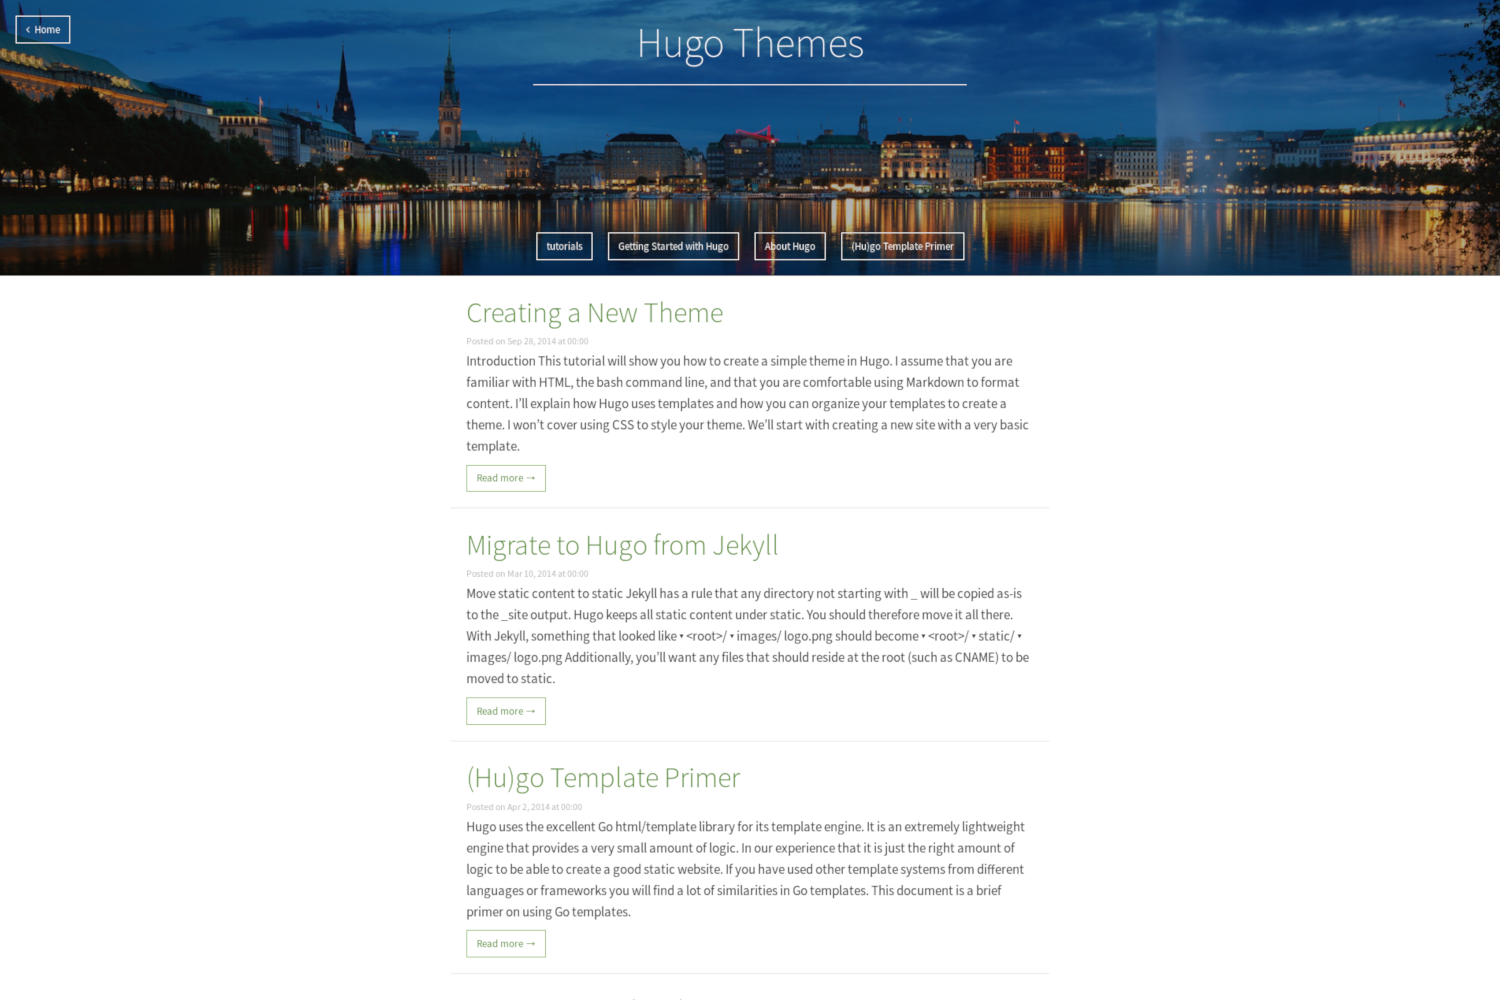 ‹ Home
Hugo Themes
tutorials
Getting Started with Hugo
About Hugo
(Hu)go Template Primer
Creating a New Theme
Posted on Sep 28, 2014 at 00:00
Introduction This tutorial will show you how to create a simple theme in Hugo. I assume that you are
familiar with HTML, the bash command line, and that you are comfortable using Markdown to format
content. I’ll explain how Hugo uses templates and how you can organize your templates to create a
theme. I won’t cover using CSS to style your theme. We’ll start with creating a new site with a very basic
template.
Read more →
Migrate to Hugo from Jekyll
Posted on Mar 10, 2014 at 00:00
Move static content to static Jekyll has a rule that any directory not starting with _ will be copied as-is
to the _site output. Hugo keeps all static content under static. You should therefore move it all there.
With Jekyll, something that looked like ▾ <root>/ ▾ images/ logo.png should become ▾ <root>/ ▾ static/ ▾
images/ logo.png Additionally, you’ll want any files that should reside at the root (such as CNAME) to be
moved to static.
Read more →
(Hu)go Template Primer
Posted on Apr 2, 2014 at 00:00
Hugo uses the excellent Go html/template library for its template engine. It is an extremely lightweight
engine that provides a very small amount of logic. In our experience that it is just the right amount of
logic to be able to create a good static website. If you have used other template systems from different
languages or frameworks you will find a lot of similarities in Go templates. This document is a brief
primer on using Go templates.
Read more →